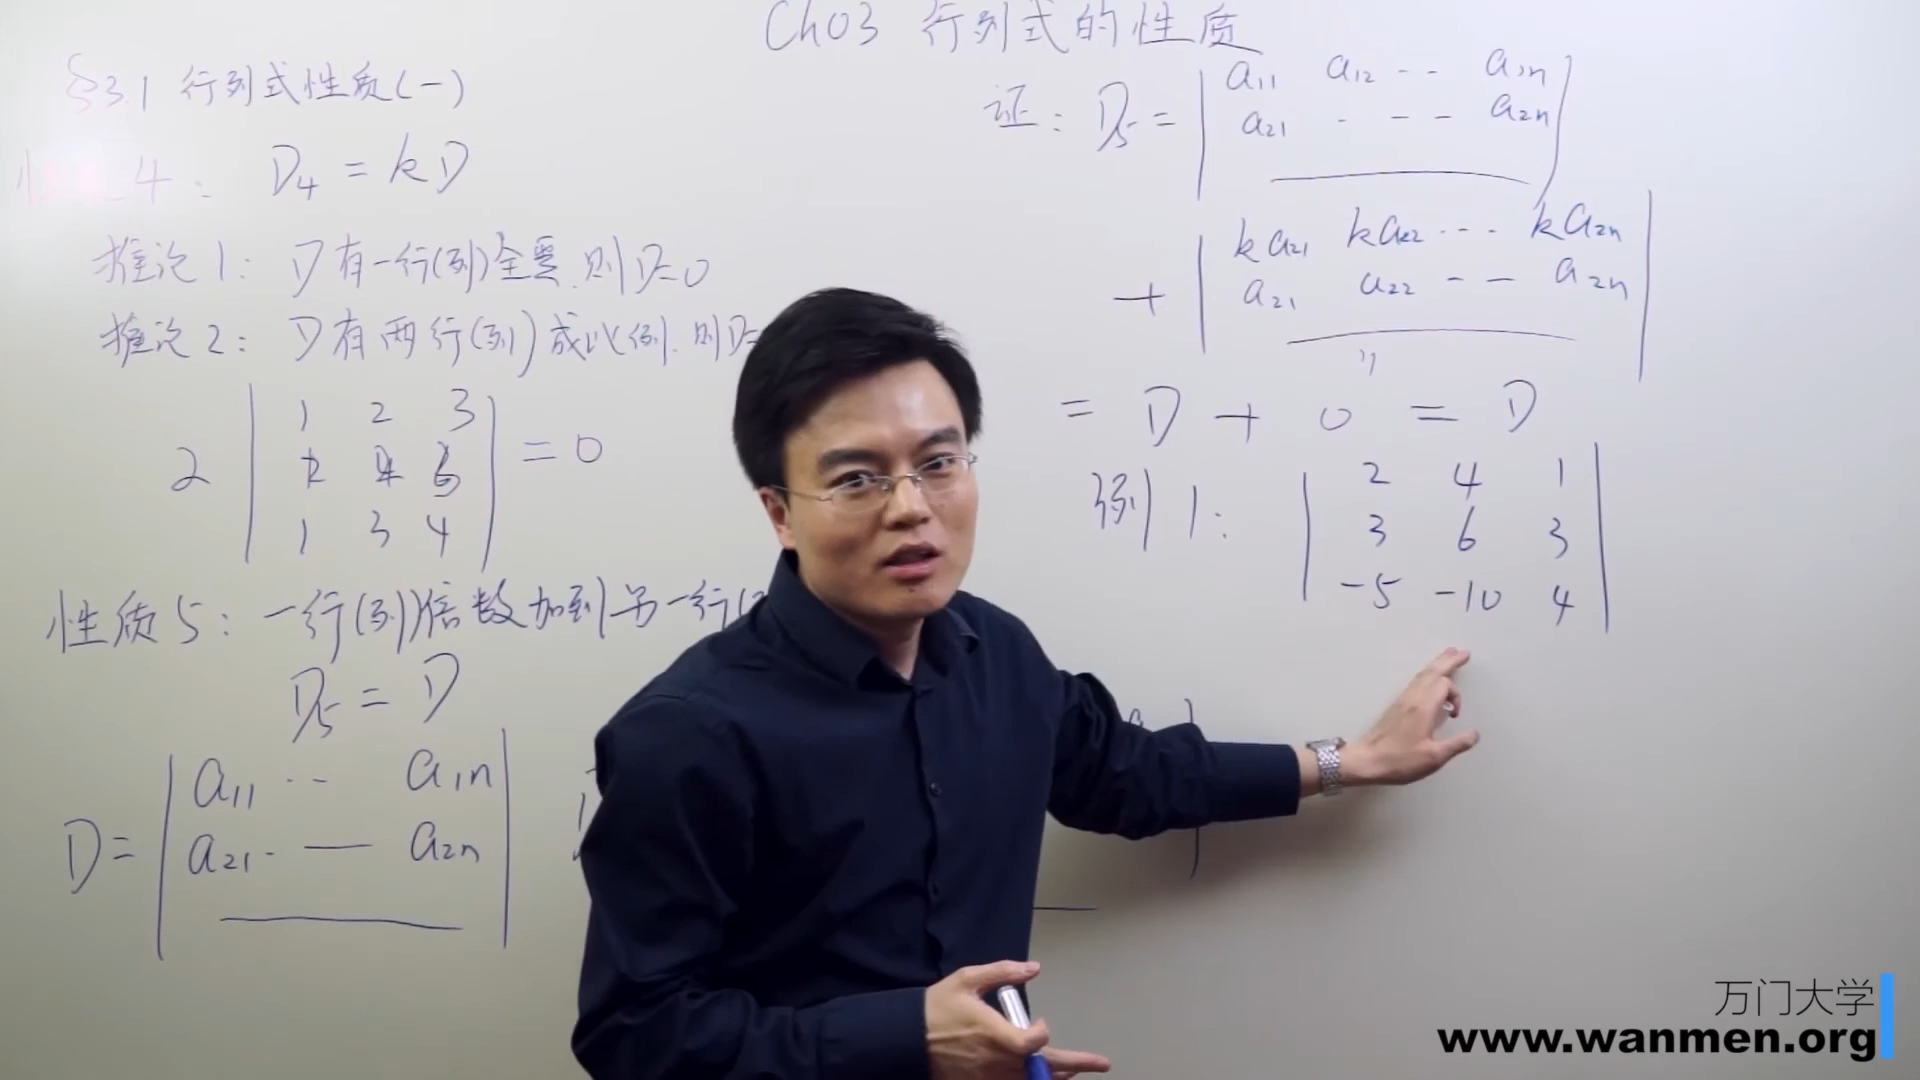 Ch03 行列式的性质
§3.1 行列式性质(一)
4: D₄ = kD
推论1: D有一行(列)全零, 则D=0
推论2: D有两行(列)成比例, 则D=
2 | 1 2 3 |
| 1 3 4 | = 0
性质5: 一行(列)倍数加到另一行
D₅ = D
D = | a₁₁ ·· a₁n |
| a₂₁ · — a₂n |
证: D₅ = | a₁₁ a₁₂ -- a₁n |
| a₂₁ - - - a₂n |
+ | ka₂₁ ka₂₂ ··· ka₂n |
| a₂₁ a₂₂ -- a₂n |
= D + 0 = D
例1: | 2 4 1 |
| 3 6 3 |
| -5 -10 4 |
万门大学
www.wanmen.org